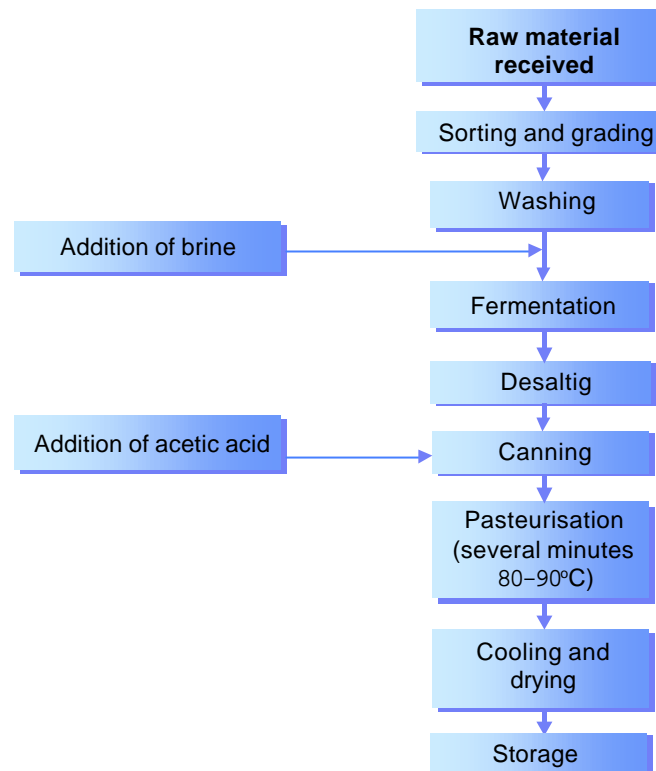 Raw material
received
Sorting and grading
Washing
Addition of brine
Fermentation
Desaltig
Addition of acetic acid
Canning
Pasteurisation
(several minutes
80–90ºC)
Cooling and
drying
Storage